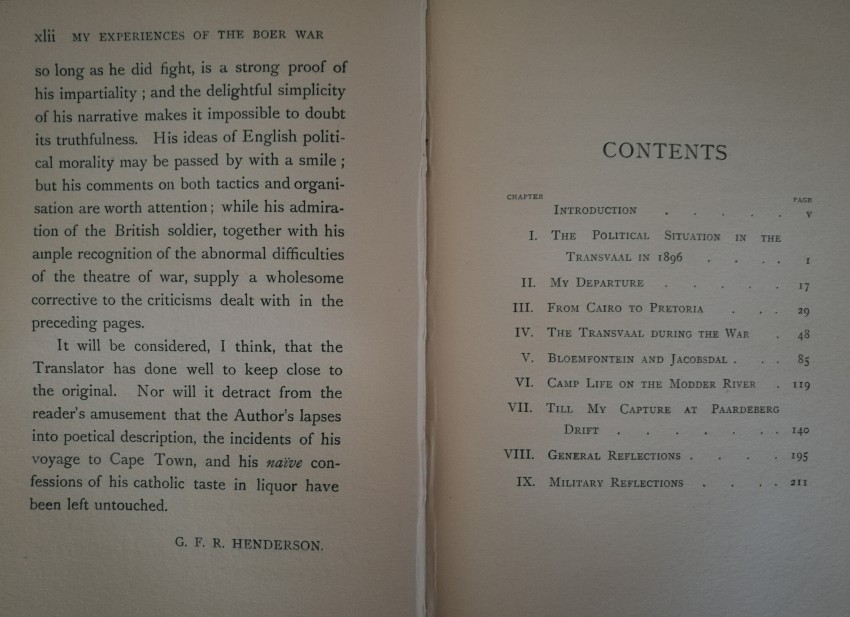 xlii MY EXPERIENCES OF THE BOER WAR
so long as he did fight, is a strong proof of
his impartiality ; and the delightful simplicity
of his narrative makes it impossible to doubt
its truthfulness. His ideas of English politi-
cal morality may be passed by with a smile ;
but his comments on both tactics and organi-
sation are worth attention ; while his admira-
tion of the British soldier, together with his
ample recognition of the abnormal difficulties
of the theatre of war, supply a wholesome
corrective to the criticisms dealt with in the
preceding pages.
It will be considered, I think, that the
Translator has done well to keep close to
the original. Nor will it detract from the
reader's amusement that the Author's lapses
into poetical description, the incidents of his
voyage to Cape Town, and his naïve con-
fessions of his catholic taste in liquor have
been left untouched.
G. F. R. HENDERSON.
CONTENTS
CHAPTER PAGE
INTRODUCTION . . . . . v
I. THE POLITICAL SITUATION IN THE
TRANSVAAL IN 1896 . . . . 1
II. MY DEPARTURE . . . . . 17
III. FROM CAIRO TO PRETORIA . . . 29
IV. THE TRANSVAAL DURING THE WAR . 48
V. BLOEMFONTEIN AND JACOBSDAL . . . 85
VI. CAMP LIFE ON THE MODDER RIVER . 119
VII. TILL MY CAPTURE AT PAARDEBERG
DRIFT . . . . . . . 140
VIII. GENERAL REFLECTIONS . . . . 195
IX. MILITARY REFLECTIONS . . . . 211